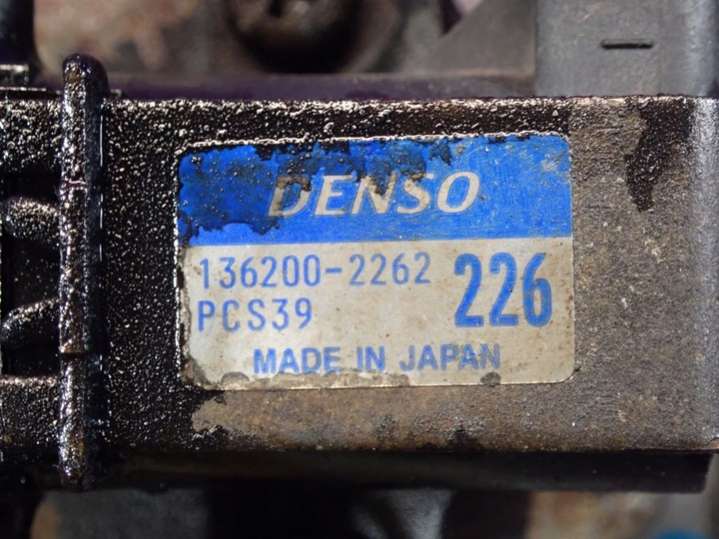 DENSO
136200-2262
226
PCS39
MADE IN JAPAN